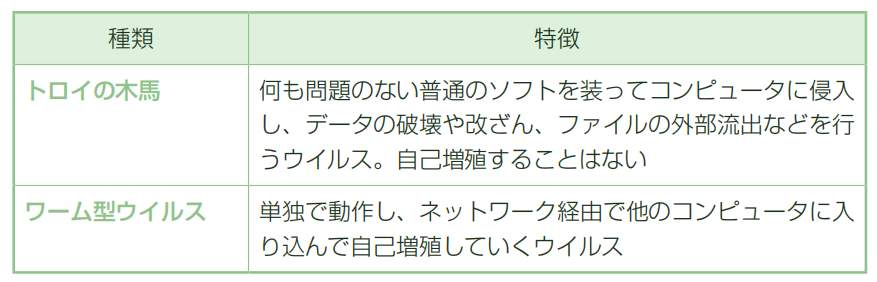 種類
特徴
トロイの木馬
何も問題のない普通のソフトを装ってコンピュータに侵入
し、データの破壊や改ざん、ファイルの外部流出などを行
うウイルス。自己増殖することはない
ワーム型ウイルス
単独で動作し、ネットワーク経由で他のコンピュータに入
り込んで自己増殖していくウイルス